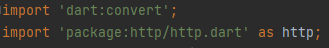 import 'dart:convert';
import 'package:http/http.dart' as http;